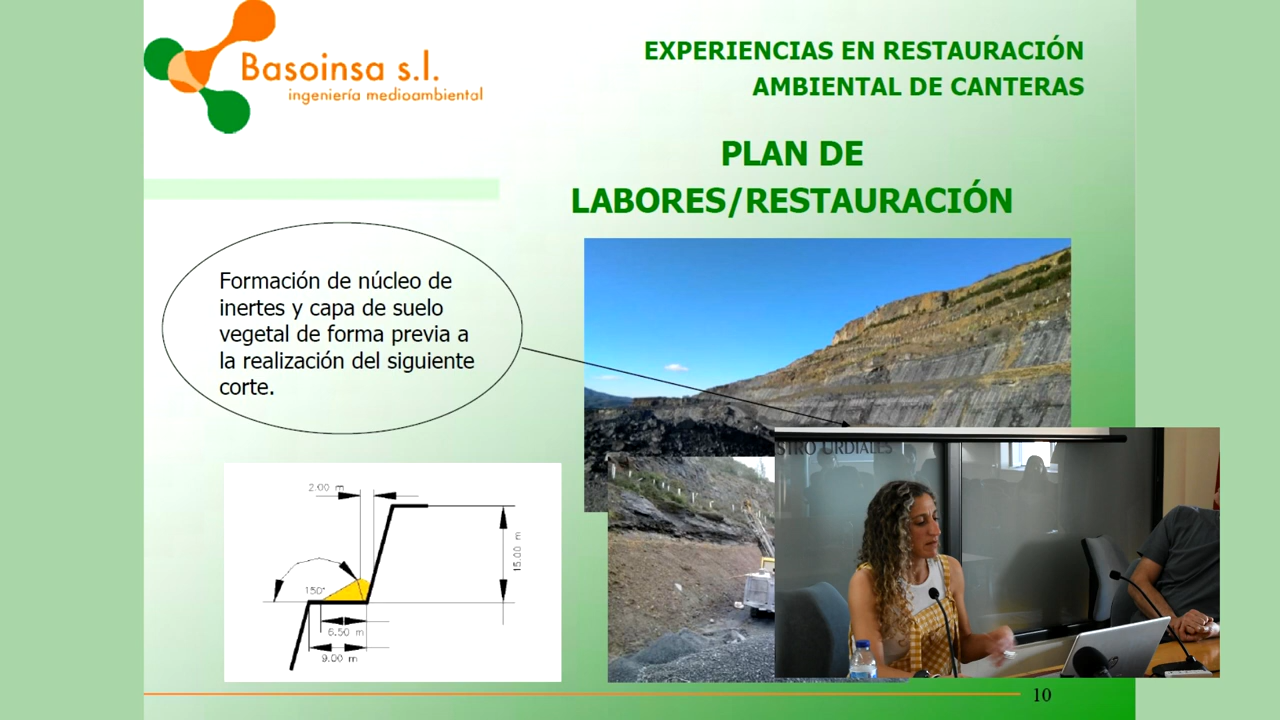 Basoinsa s.l.
ingeniería medioambiental
EXPERIENCIAS EN RESTAURACIÓN
AMBIENTAL DE CANTERAS
PLAN DE
LABORES/RESTAURACIÓN
Formación de núcleo de
inertes y capa de suelo
vegetal de forma previa a
la realización del siguiente
corte.
2.00 m
15.00 m
150°
6.50 m
9.00 m
STRO URDIALES
10